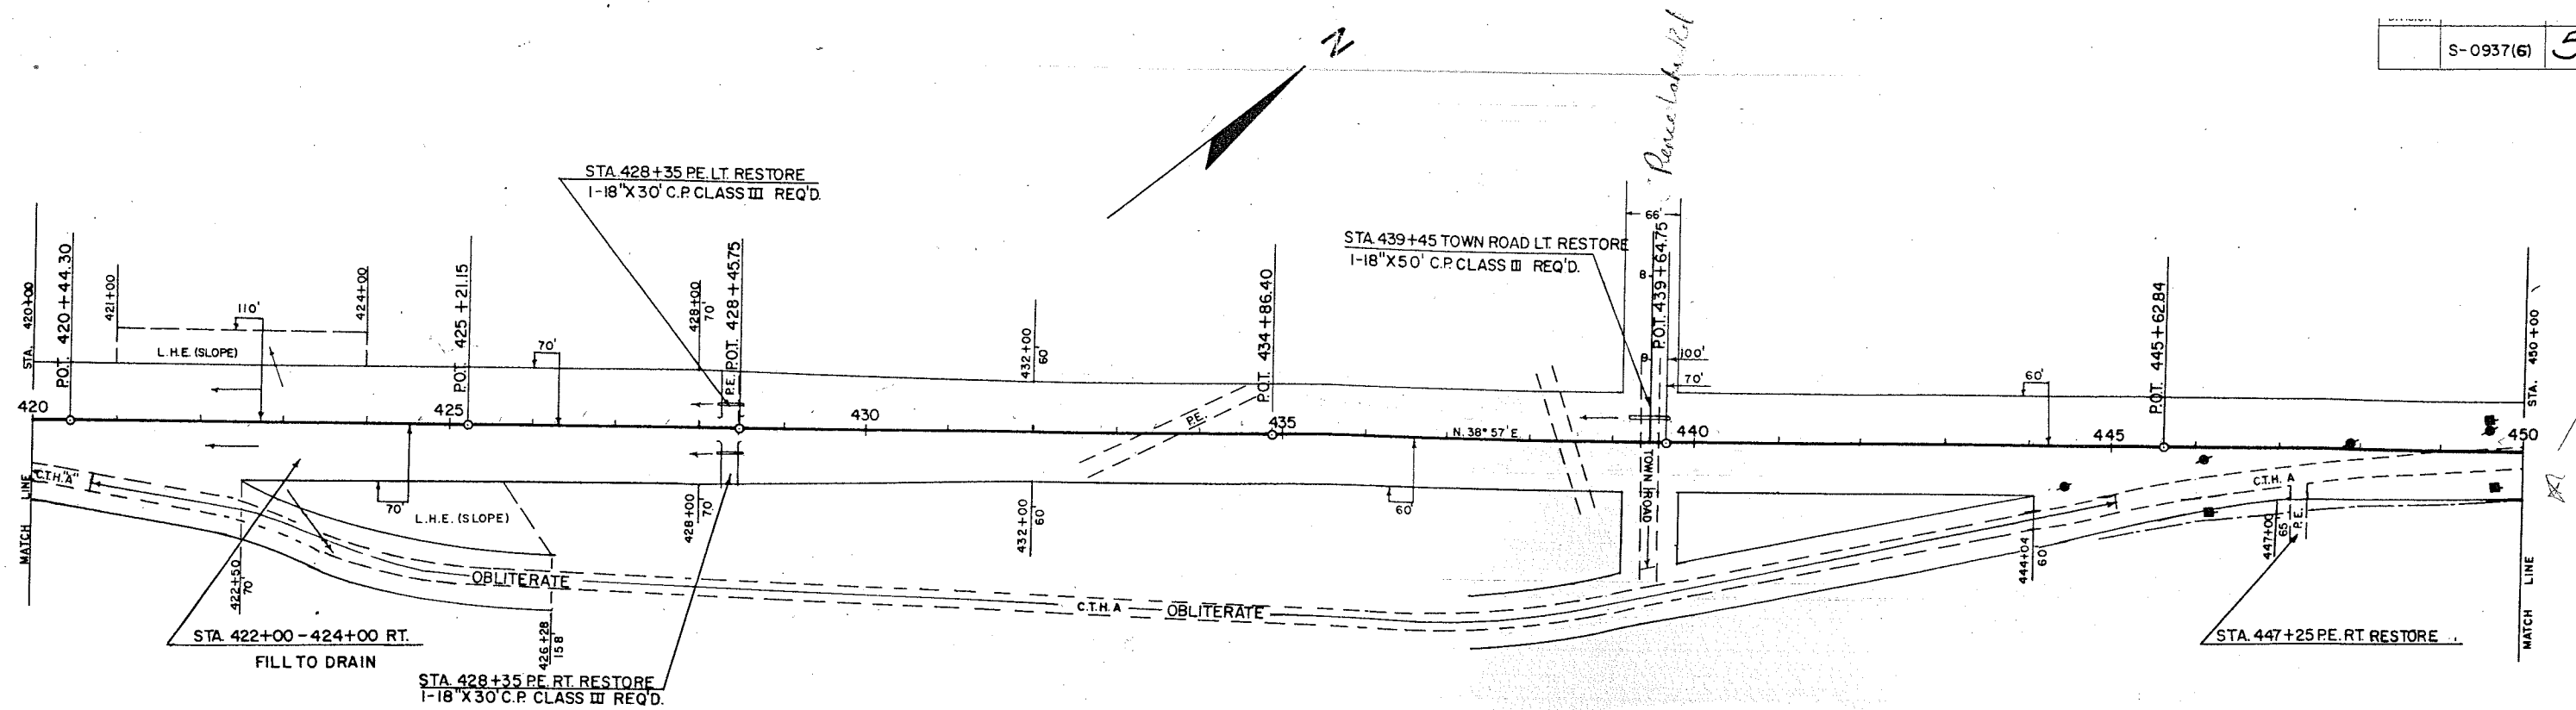 S-0937(6) 5
N
STA. 428+35 P.E. LT. RESTORE
1-18"X30' C.P. CLASS III REQ'D.
STA. 439+45 TOWN ROAD LT. RESTORE
1-18"X50' C.P. CLASS III REQ'D.
66'
STA. 420+00
P.O.T. 420+44.30
421+00
110'
424+00
L.H.E. (SLOPE)
P.O.T. 425+21.15
70'
428+00
70'
P.E.
P.O.T. 428+45.75
432+00
60'
P.O.T. 434+86.40
P.E.
8
9
P.O.T. 439+64.75
100'
70'
60'
P.O.T. 445+62.84
STA. 450+00
420
425
430
435
N. 38° 57' E.
440
445
450
MATCH LINE
C.T.H. "A"
70'
L.H.E. (SLOPE)
422+50
70'
426+28
158'
428+00
70'
432+00
60'
60'
TOWN ROAD
OBLITERATE
C.T.H. A
OBLITERATE
444+04
60'
C.T.H. A
447+00
65'
P.E.
MATCH LINE
STA. 422+00 - 424+00 RT.
FILL TO DRAIN
STA. 428+35 P.E. RT. RESTORE
1-18"X30' C.P. CLASS III REQ'D.
STA. 447+25 P.E. RT. RESTORE